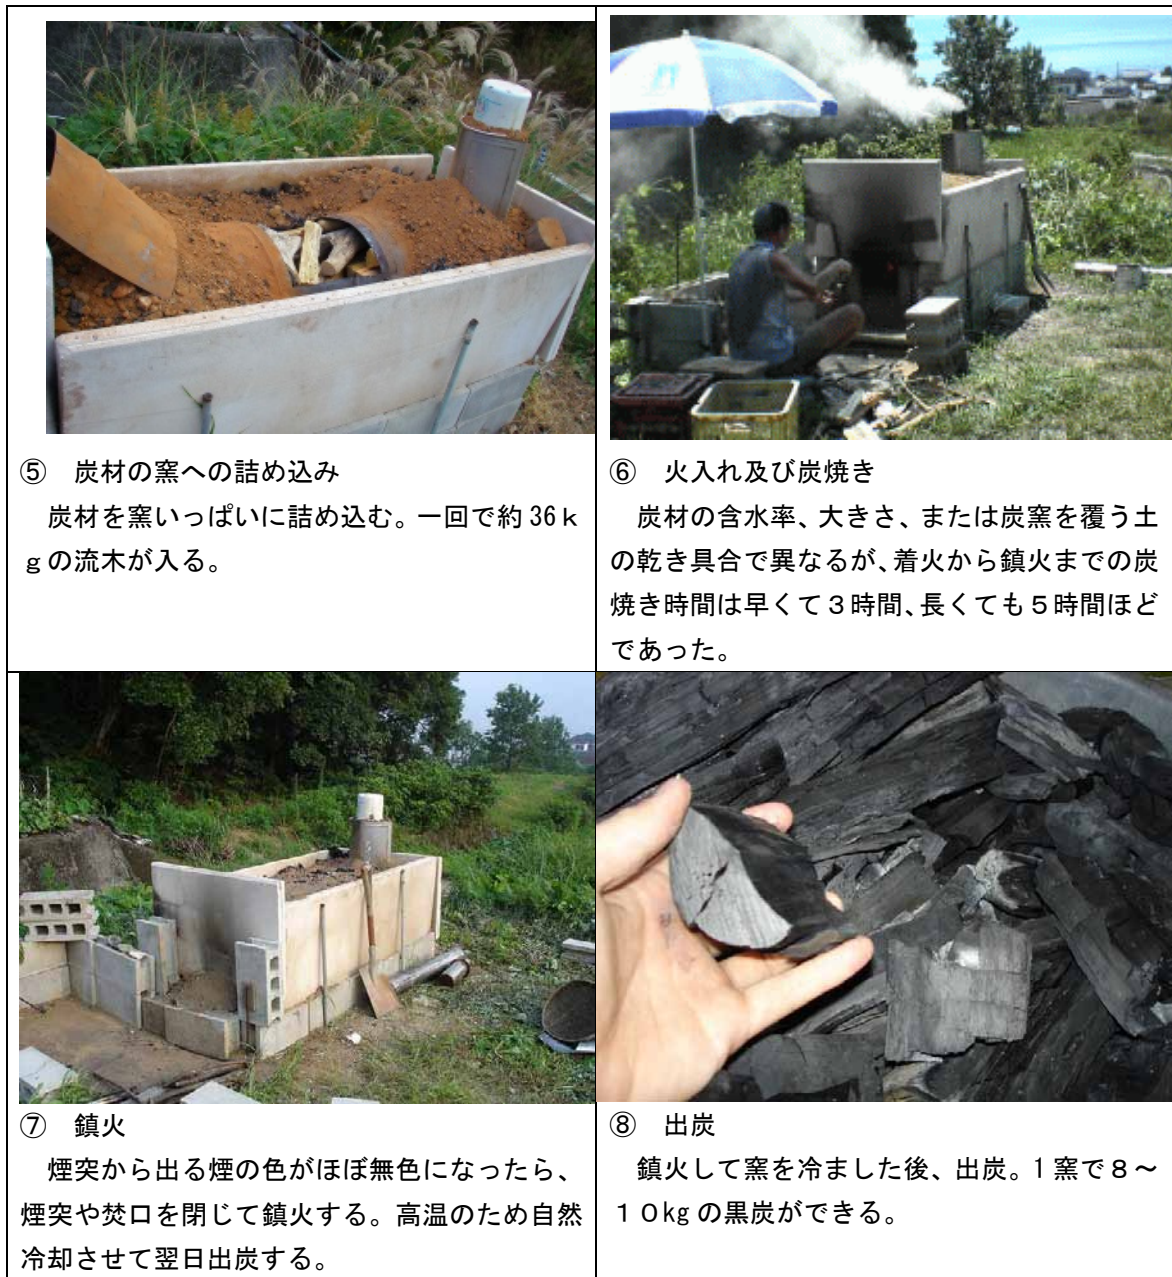 ⑤　炭材の窯への詰め込み
　炭材を窯いっぱいに詰め込む。一回で約36ｋ
ｇの流木が入る。
⑥　火入れ及び炭焼き
　炭材の含水率、大きさ、または炭窯を覆う土
の乾き具合で異なるが、着火から鎮火までの炭
焼き時間は早くて３時間、長くても５時間ほど
であった。
⑦　鎮火
　煙突から出る煙の色がほぼ無色になったら、
煙突や焚口を閉じて鎮火する。高温のため自然
冷却させて翌日出炭する。
⑧　出炭
　鎮火して窯を冷ました後、出炭。1窯で８～
１０kgの黒炭ができる。